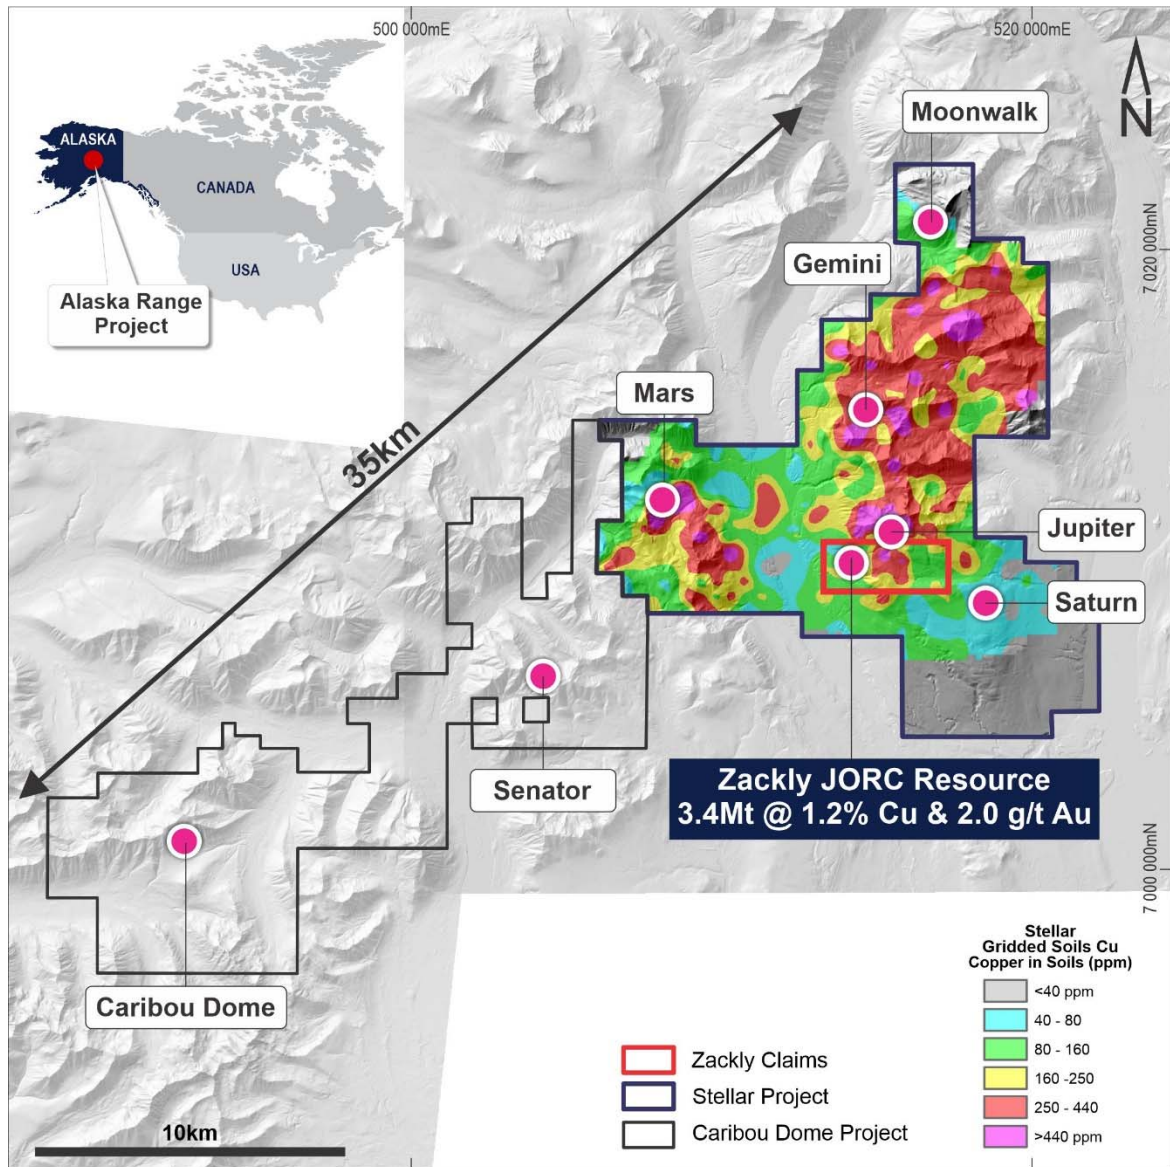 500 000mE
520 000mE
N
ALASKA
CANADA
USA
Alaska Range
Project
Moonwalk
7 020 000mN
Gemini
Mars
35km
Jupiter
Saturn
Senator
Zackly JORC Resource
3.4Mt @ 1.2% Cu & 2.0 g/t Au
7 000 000mN
Caribou Dome
Stellar
Gridded Soils Cu
Copper in Soils (ppm)
<40 ppm
40 - 80
80 - 160
160 -250
250 - 440
>440 ppm
Zackly Claims
Stellar Project
Caribou Dome Project
10km